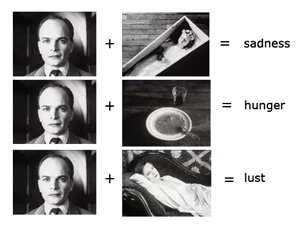 + = sadness
+ = hunger
+ = lust